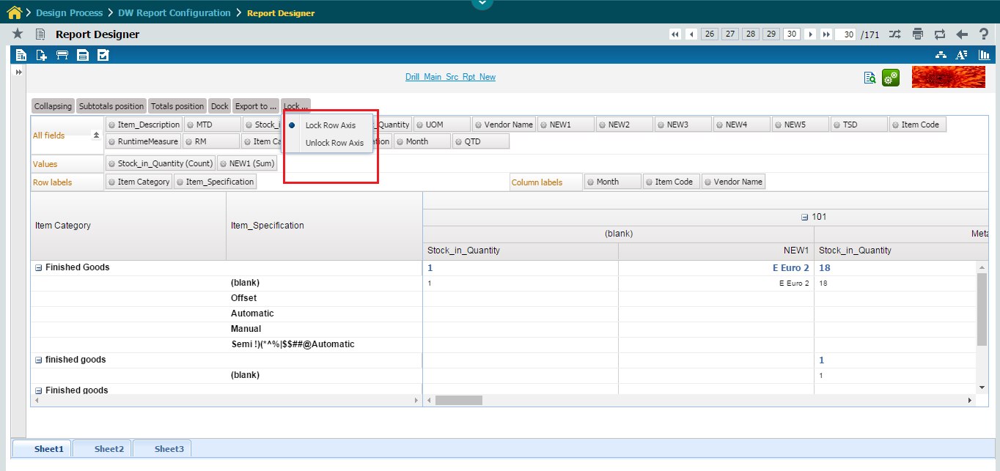 Design Process > DW Report Configuration > Report Designer
Report Designer 26 27 28 29 30 30 /171
Drill_Main_Src_Rpt_New
Collapsing Subtotals position Totals position Dock Export to ... Lock ...
Lock Row Axis
Unlock Row Axis
All fields
Item_Description MTD Stock_i _Quantity UOM Vendor Name NEW1 NEW2 NEW3 NEW4 NEW5 TSD Item Code
RuntimeMeasure RM Item Ca ion Month QTD
Values Stock_in_Quantity (Count) NEW1 (Sum)
Row labels Item Category Item_Specification Column labels Month Item Code Vendor Name
101
Item Category Item_Specification (blank) Meta
Stock_in_Quantity NEW1 Stock_in_Quantity
Finished Goods 1 E Euro 2 18
(blank) 1 E Euro 2 18
Offset
Automatic
Manual
Semi !)(*^%|$$##@Automatic
finished goods 1
(blank) 1
Finished goods
Sheet1 Sheet2 Sheet3